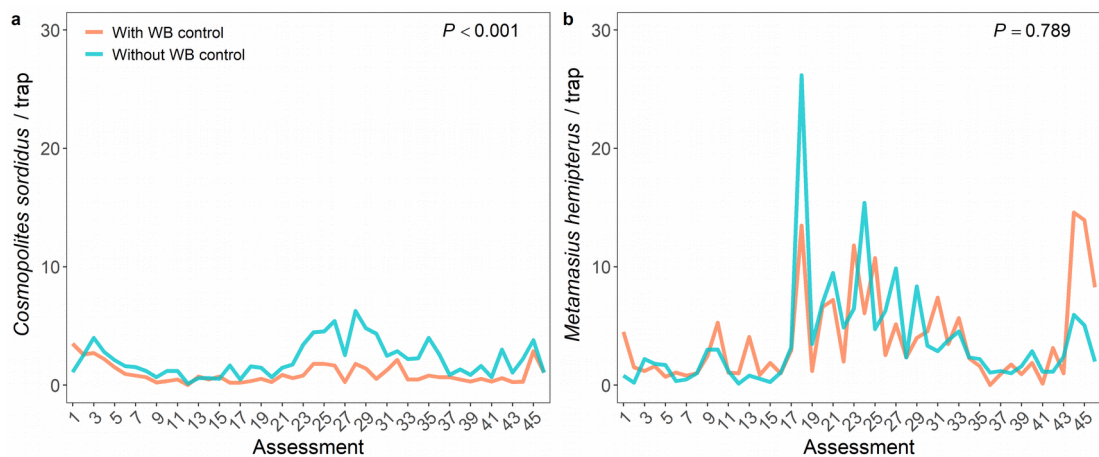 a
With WB control
Without WB control
P < 0.001
Cosmopolites sordidus / trap
30
20
10
0
1 3 5 7 9 11 13 15 17 19 21 23 25 27 29 31 33 35 37 39 41 43 45
Assessment
b
P = 0.789
Metamasius hemipterus / trap
30
20
10
0
1 3 5 7 9 11 13 15 17 19 21 23 25 27 29 31 33 35 37 39 41 43 45
Assessment